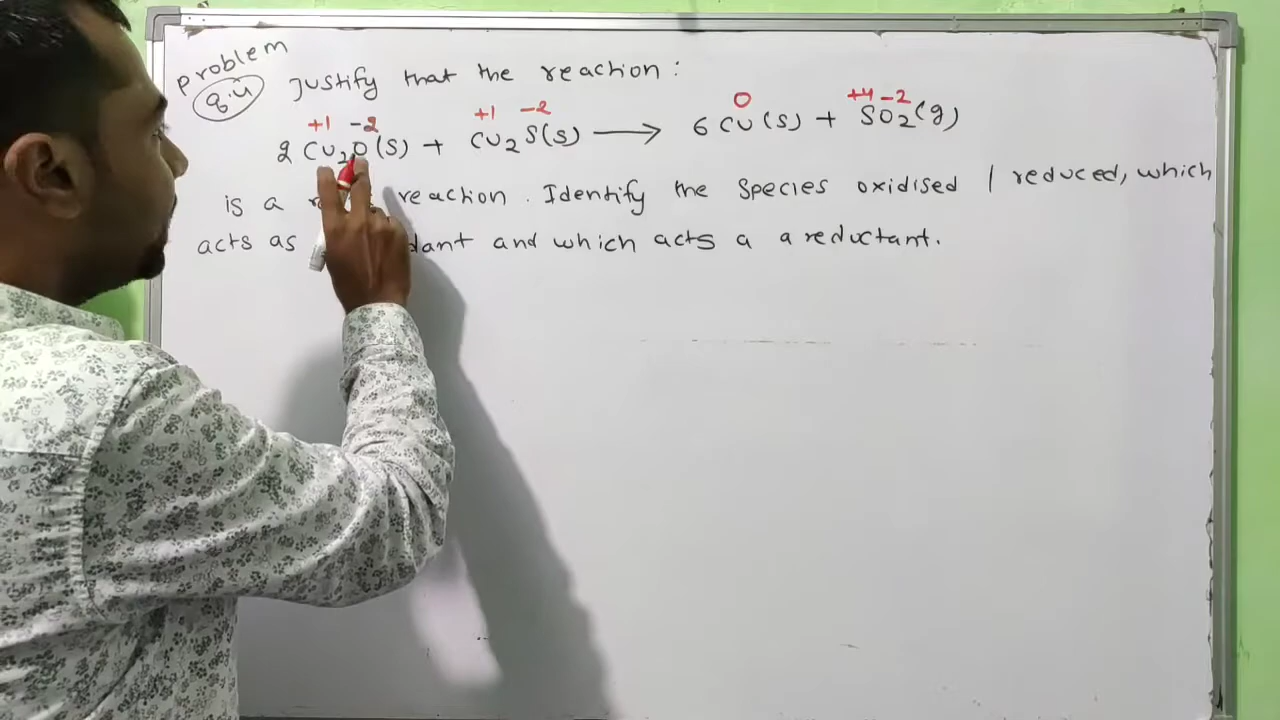 problem
8.4 Justify that the reaction :
+1 -2 +1 -2 0 +4 -2
2 Cu2O(s) + Cu2S(s) → 6 Cu(s) + SO2(g)
is a reaction . Identify the species oxidised / reduced, which
acts as dant and which acts a a reductant.